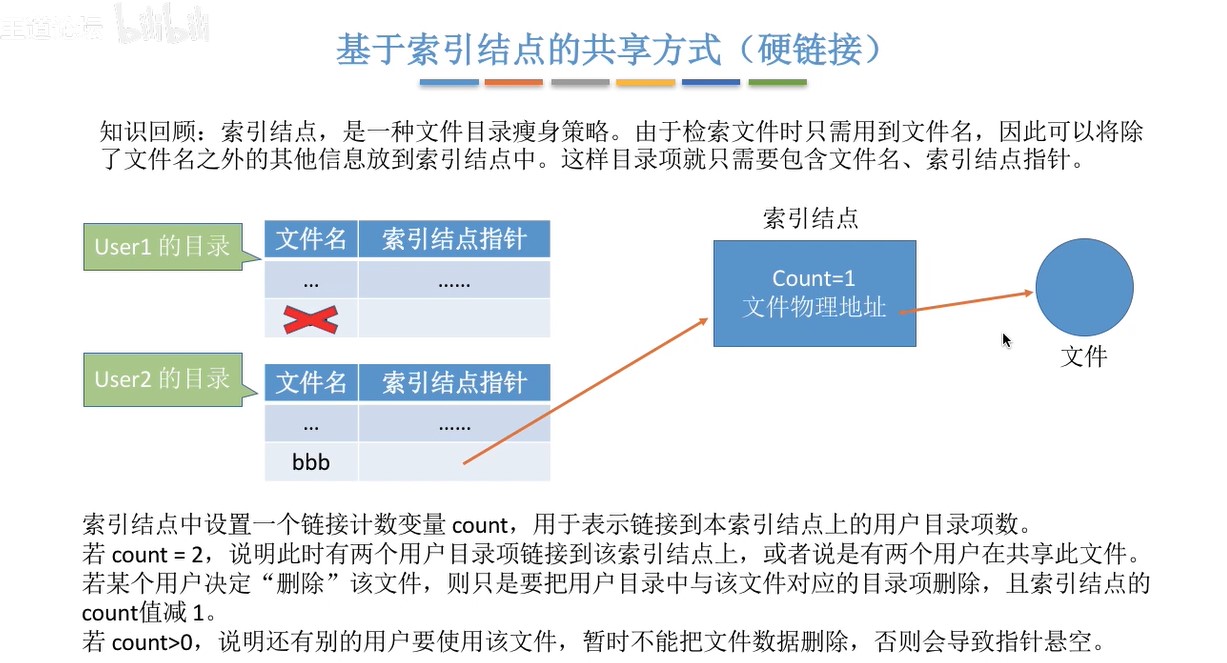 王道论坛 bilibili
基于索引结点的共享方式（硬链接）
知识回顾：索引结点，是一种文件目录瘦身策略。由于检索文件时只需用到文件名，因此可以将除
了文件名之外的其他信息放到索引结点中。这样目录项就只需要包含文件名、索引结点指针。
User1 的目录
文件名 索引结点指针
... ......
User2 的目录
文件名 索引结点指针
... ......
bbb
索引结点
Count=1
文件物理地址
文件
索引结点中设置一个链接计数变量 count，用于表示链接到本索引结点上的用户目录项数。
若 count = 2，说明此时有两个用户目录项链接到该索引结点上，或者说是有两个用户在共享此文件。
若某个用户决定“删除”该文件，则只是要把用户目录中与该文件对应的目录项删除，且索引结点的
count值减 1。
若 count>0，说明还有别的用户要使用该文件，暂时不能把文件数据删除，否则会导致指针悬空。